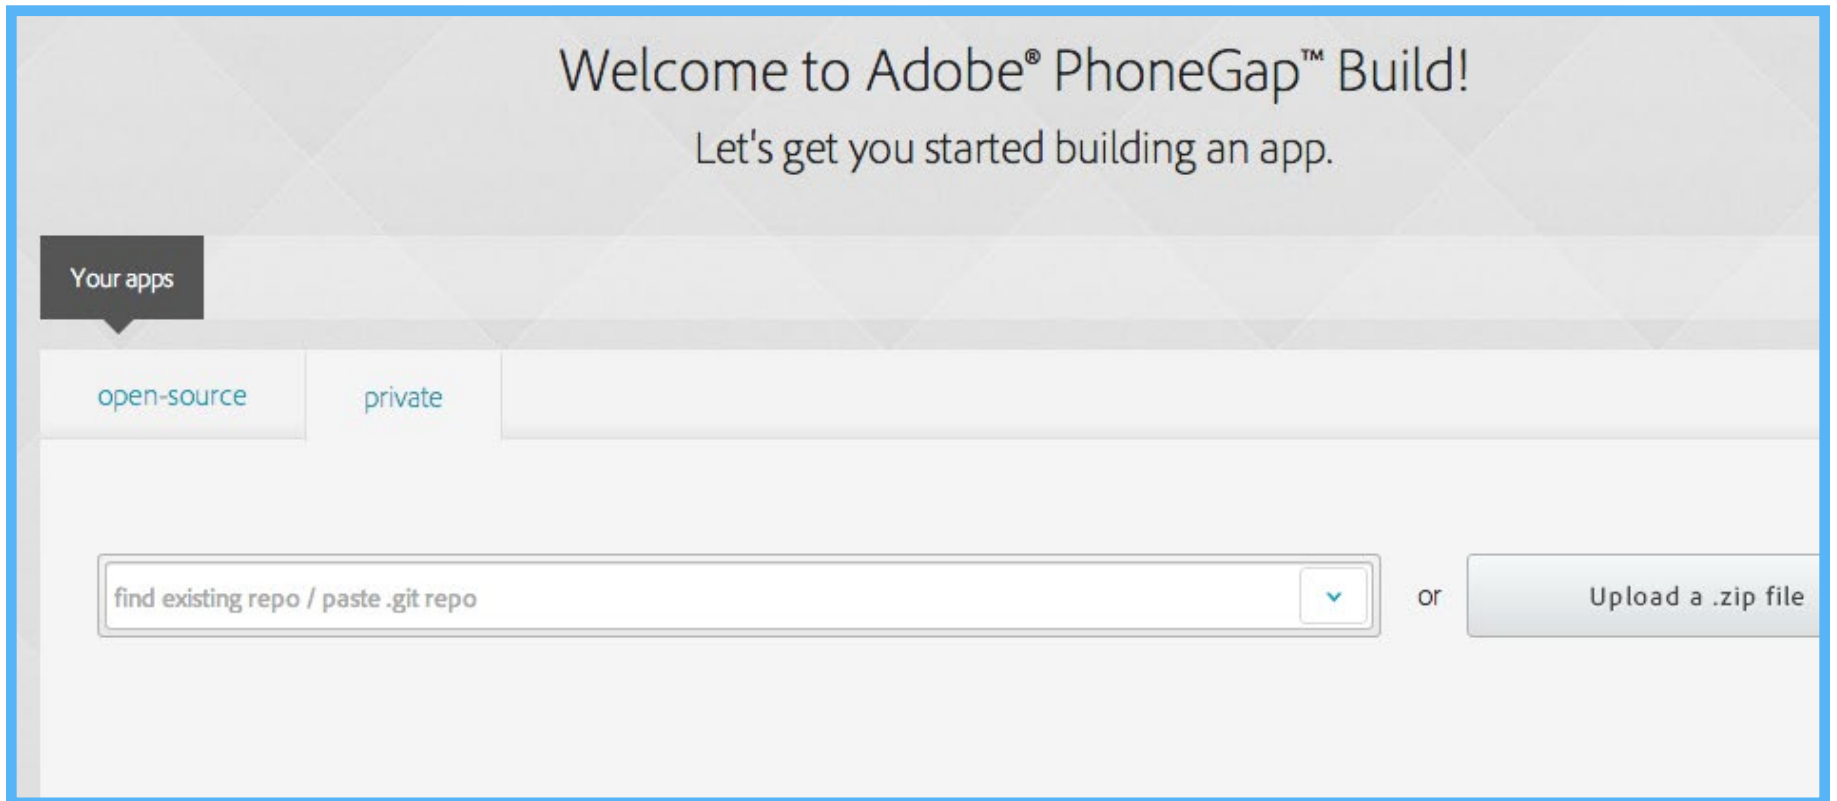 Welcome to Adobe® PhoneGap™ Build!
Let's get you started building an app.
Your apps
open-source
private
find existing repo / paste .git repo
or
Upload a .zip file